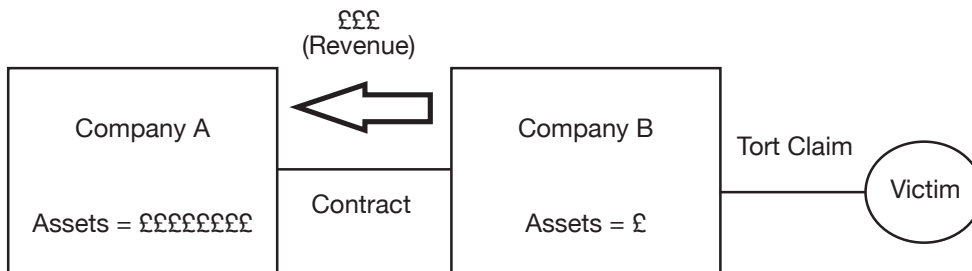 £££
(Revenue)
Company A
Company B
Tort Claim
Victim
Contract
Assets = ££££££££
Assets = £